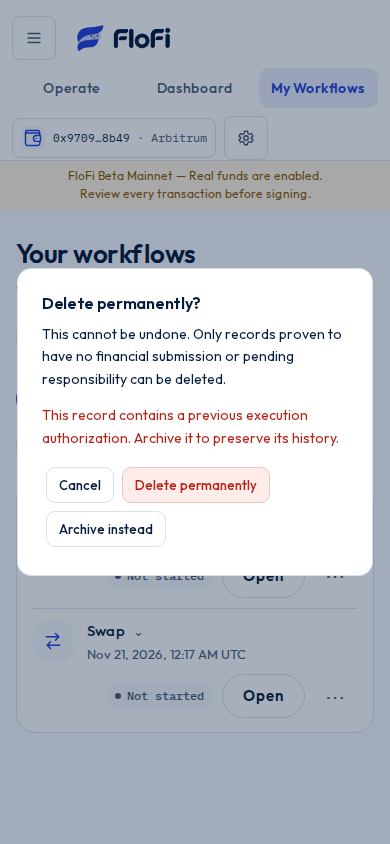 FloFi
Operate
Dashboard
My Workflows
0x9709…8b49 · Arbitrum
FloFi Beta Mainnet — Real funds are enabled.
Review every transaction before signing.
Your workflows
Delete permanently?
This cannot be undone. Only records proven to
have no financial submission or pending
responsibility can be deleted.
This record contains a previous execution
authorization. Archive it to preserve its history.
Cancel
Delete permanently
Archive instead
Not started
Open
...
Swap
Nov 21, 2026, 12:17 AM UTC
Not started
Open
...